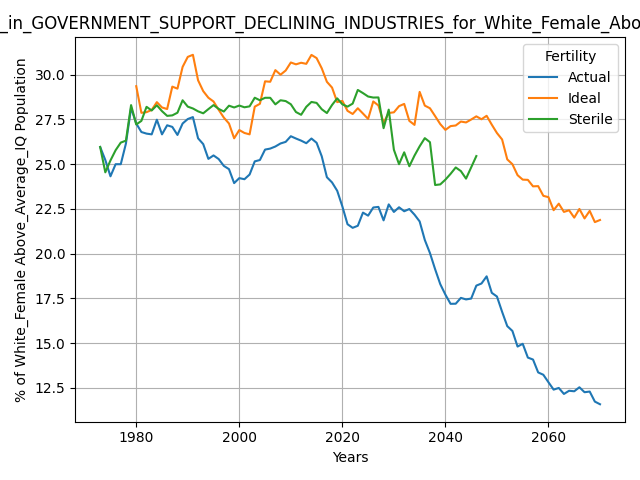 _in_GOVERNMENT_SUPPORT_DECLINING_INDUSTRIES_for_White_Female_Abo
Fertility
Actual
Ideal
Sterile
% of White_Female Above_Average_IQ Population
30.0
27.5
25.0
22.5
20.0
17.5
15.0
12.5
1980 2000 2020 2040 2060
Years